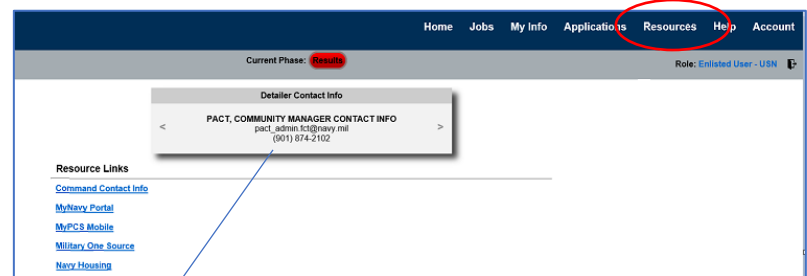 Home Jobs My Info Applications Resources Help Account
Current Phase: Results
Role: Enlisted User - USN
Detailer Contact Info
< PACT, COMMUNITY MANAGER CONTACT INFO >
pact_admin.fct@navy.mil
(901) 874-2102
Resource Links
Command Contact Info
MyNavy Portal
MyPCS Mobile
Military One Source
Navy Housing